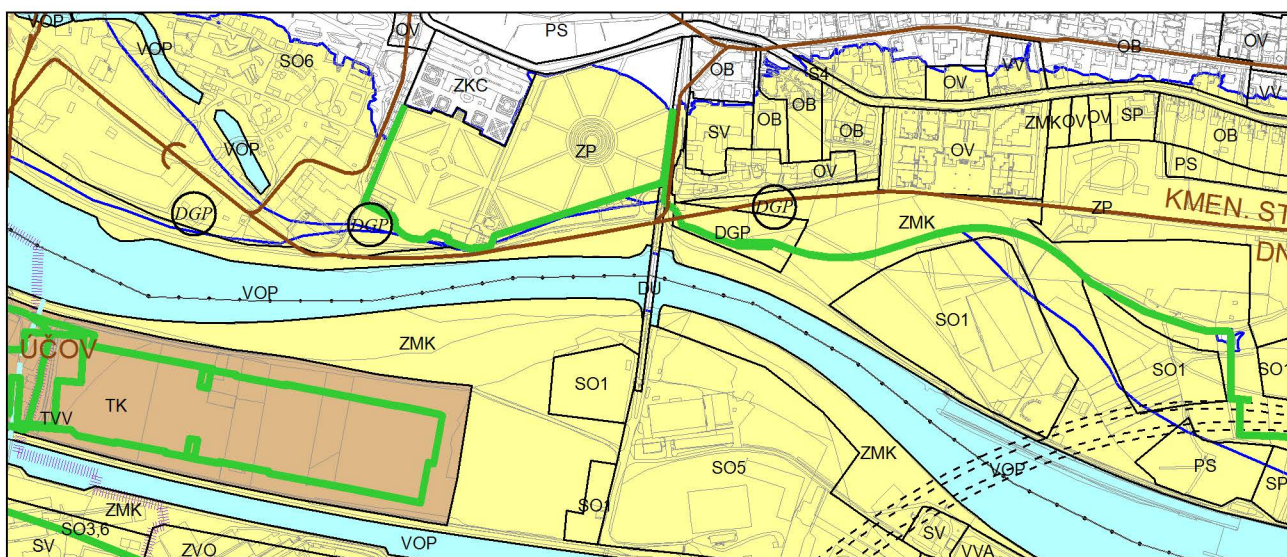 VOP
OV
PS
VOP
SO6
OB
OB
OV
ZKC
S4
OV
VV
VV
OB
SV
OB
ZMK
OV
OV
SP
OB
VOP
ZP
OB
OV
OV
PS
DGP
DGP
DGP
ZMK
ZP
KMEN. ST
DGP
DN
VOP
DU
ZMK
SO1
ÚČOV
SO1
SO1
SO1
TK
TVV
SO5
ZMK
VOP
PS
SP
ZMK
SO1
SO3,6
SV
ZVO
VOP
SV
VVA